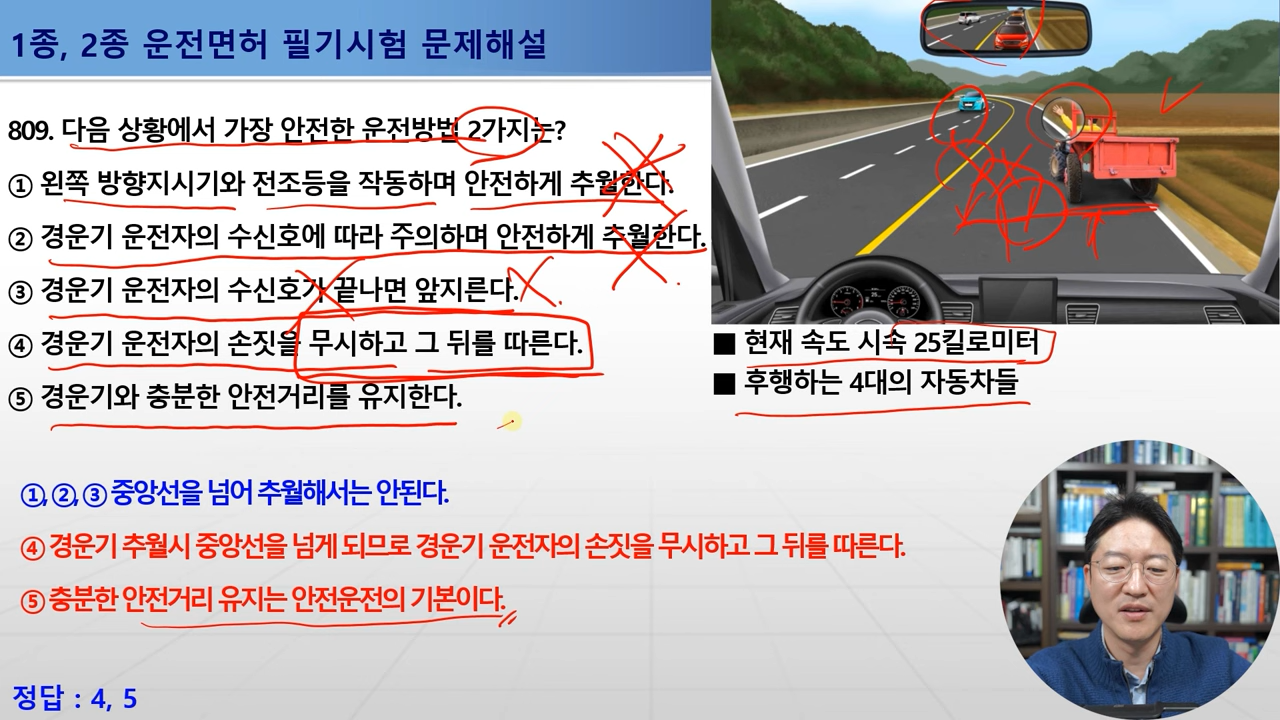 1종, 2종 운전면허 필기시험 문제해설
809. 다음 상황에서 가장 안전한 운전방법 2가지는?
① 왼쪽 방향지시기와 전조등을 작동하며 안전하게 추월한다.
② 경운기 운전자의 수신호에 따라 주의하며 안전하게 추월한다.
③ 경운기 운전자의 수신호가 끝나면 앞지른다.
④ 경운기 운전자의 손짓을 무시하고 그 뒤를 따른다.
⑤ 경운기와 충분한 안전거리를 유지한다.
■ 현재 속도 시속 25킬로미터
■ 후행하는 4대의 자동차들
①, ②, ③ 중앙선을 넘어 추월해서는 안된다.
④ 경운기 추월시 중앙선을 넘게 되므로 경운기 운전자의 손짓을 무시하고 그 뒤를 따른다.
⑤ 충분한 안전거리 유지는 안전운전의 기본이다.
정답 : 4, 5